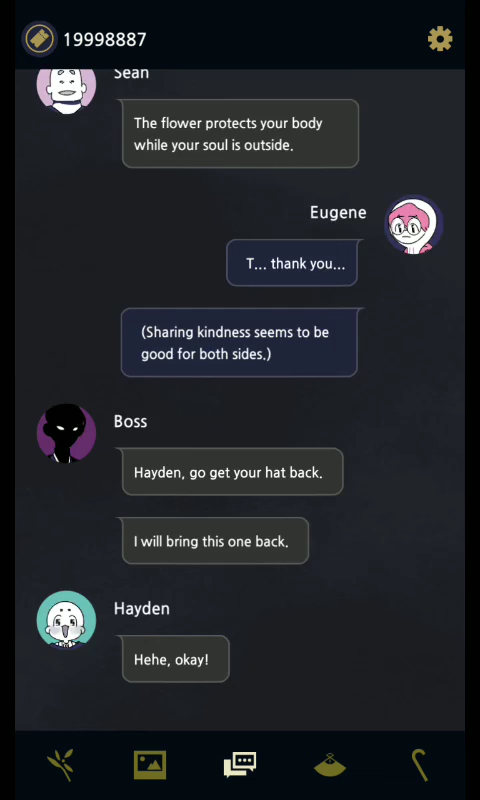 19998887
Sean
The flower protects your body
while your soul is outside.
Eugene
T... thank you...
(Sharing kindness seems to be
good for both sides.)
Boss
Hayden, go get your hat back.
I will bring this one back.
Hayden
Hehe, okay!